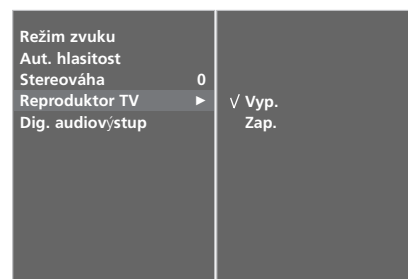 Režim zvuku
Aut. hlasitost
Stereováha 0
Reproduktor TV ►
Dig. audiovýstup
√ Vyp.
Zap.